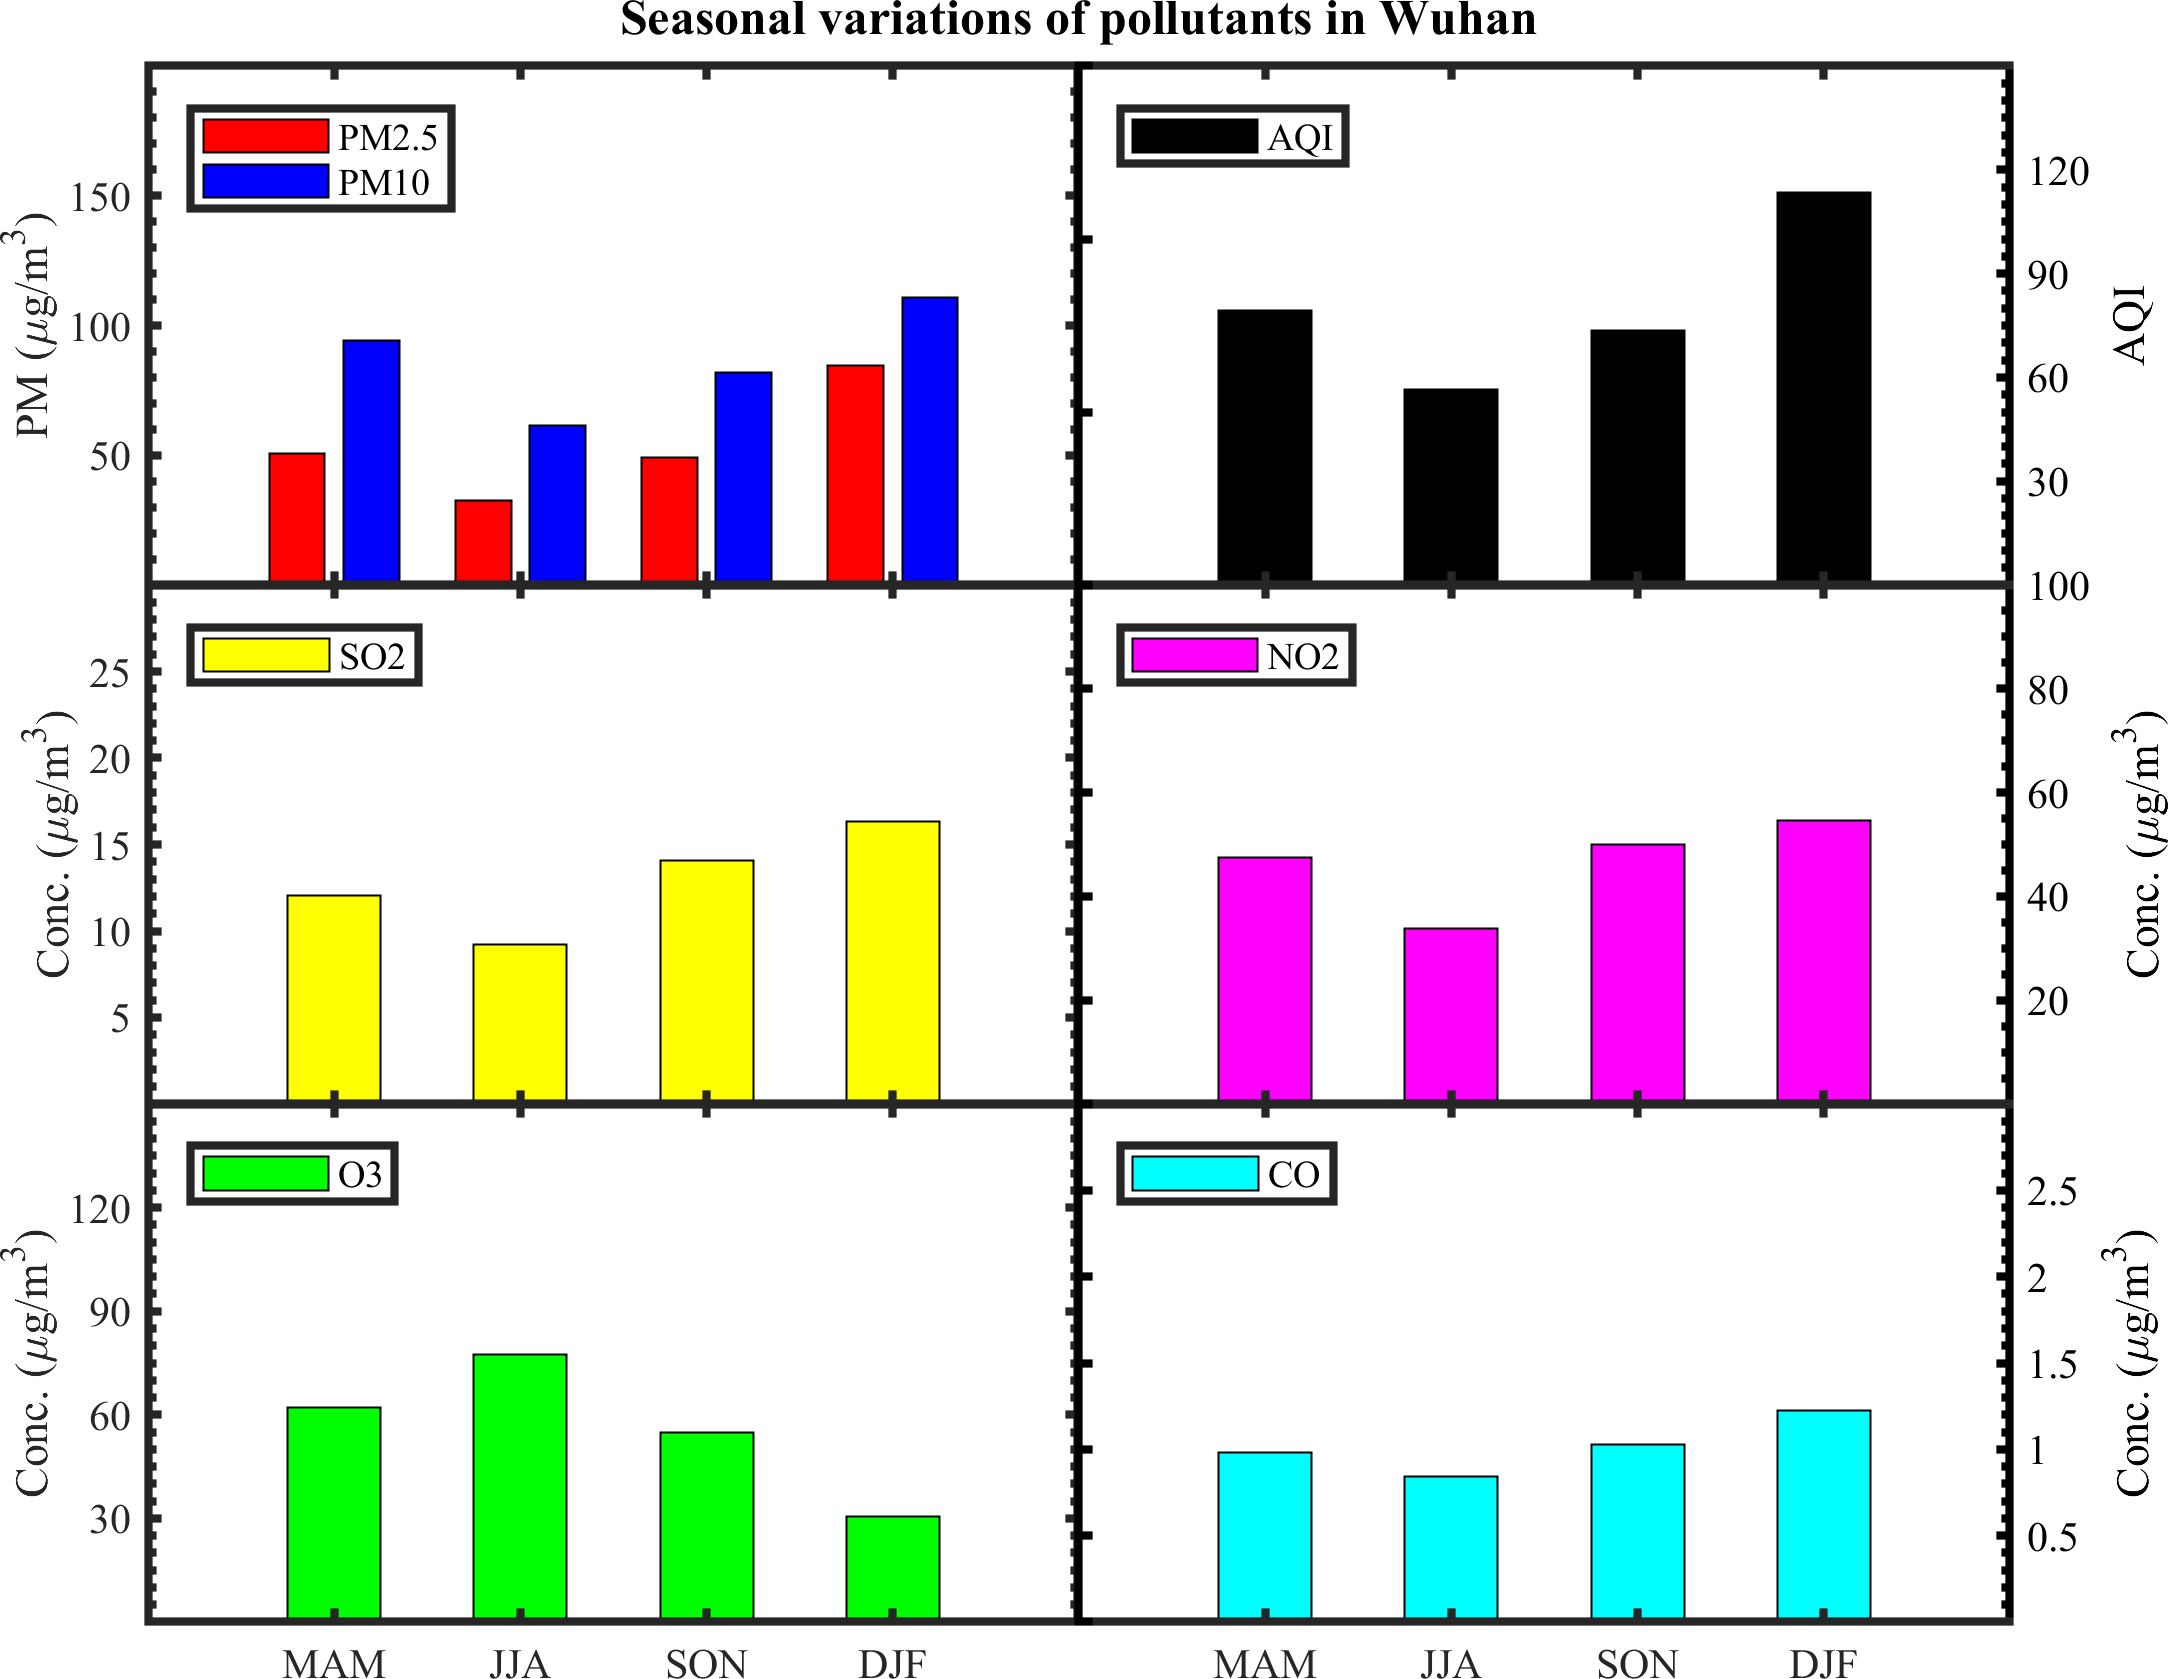 Seasonal variations of pollutants in Wuhan
PM2.5
PM10
150
100
50
PM (μg/m3)
AQI
120
90
60
30
AQI
SO2
25
20
15
10
5
Conc. (μg/m3)
NO2
100
80
60
40
20
Conc. (μg/m3)
O3
120
90
60
30
Conc. (μg/m3)
CO
2.5
2
1.5
1
0.5
Conc. (μg/m3)
MAM JJA SON DJF
MAM JJA SON DJF